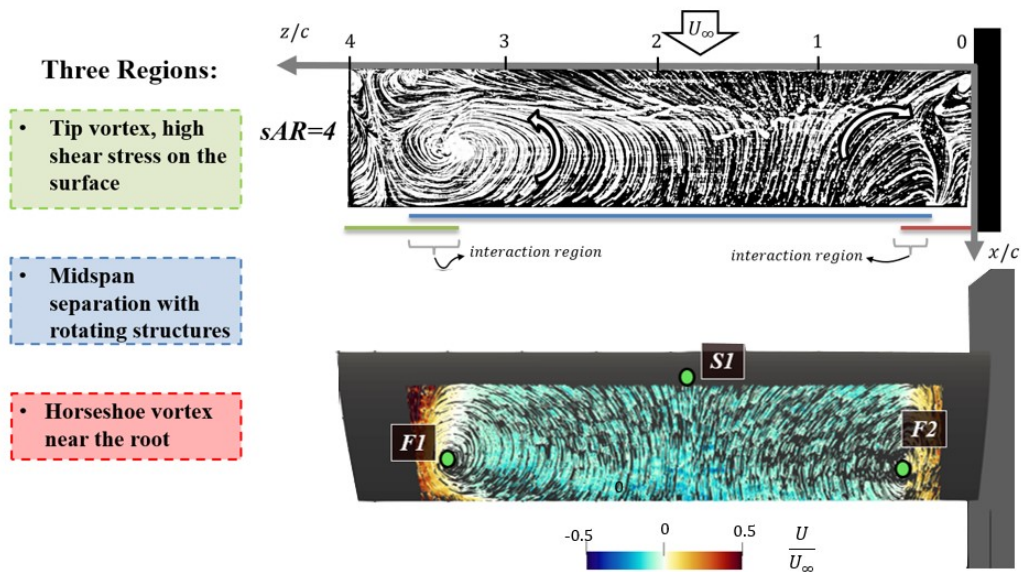 Three Regions:
• Tip vortex, high
shear stress on the
surface
• Midspan
separation with
rotating structures
• Horseshoe vortex
near the root
z/c
U∞
4
3
2
1
0
sAR=4
interaction region
interaction region
x/c
S1
F1
F2
0
-0.5
0
0.5
U
U∞